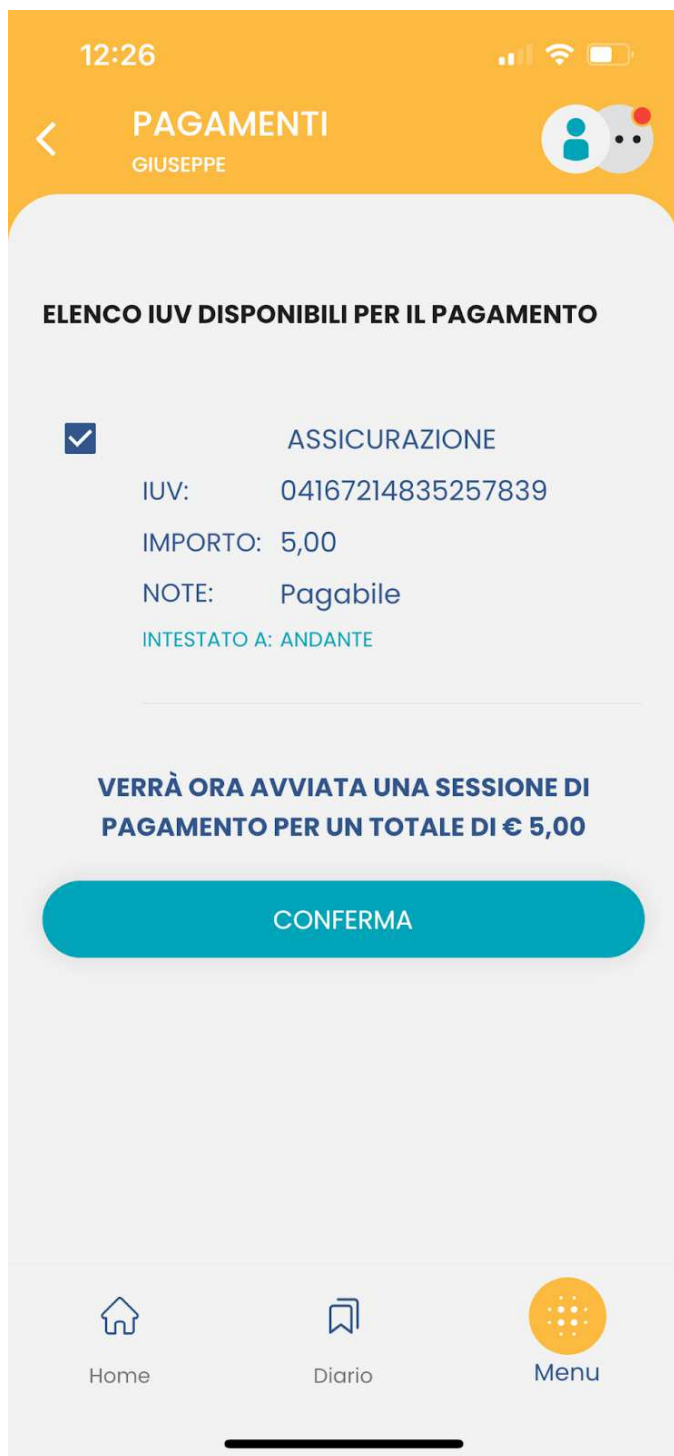 12:26
PAGAMENTI
GIUSEPPE
ELENCO IUV DISPONIBILI PER IL PAGAMENTO
ASSICURAZIONE
IUV: 04167214835257839
IMPORTO: 5,00
NOTE: Pagabile
INTESTATO A: ANDANTE
VERRÀ ORA AVVIATA UNA SESSIONE DI
PAGAMENTO PER UN TOTALE DI € 5,00
CONFERMA
Home Diario Menu